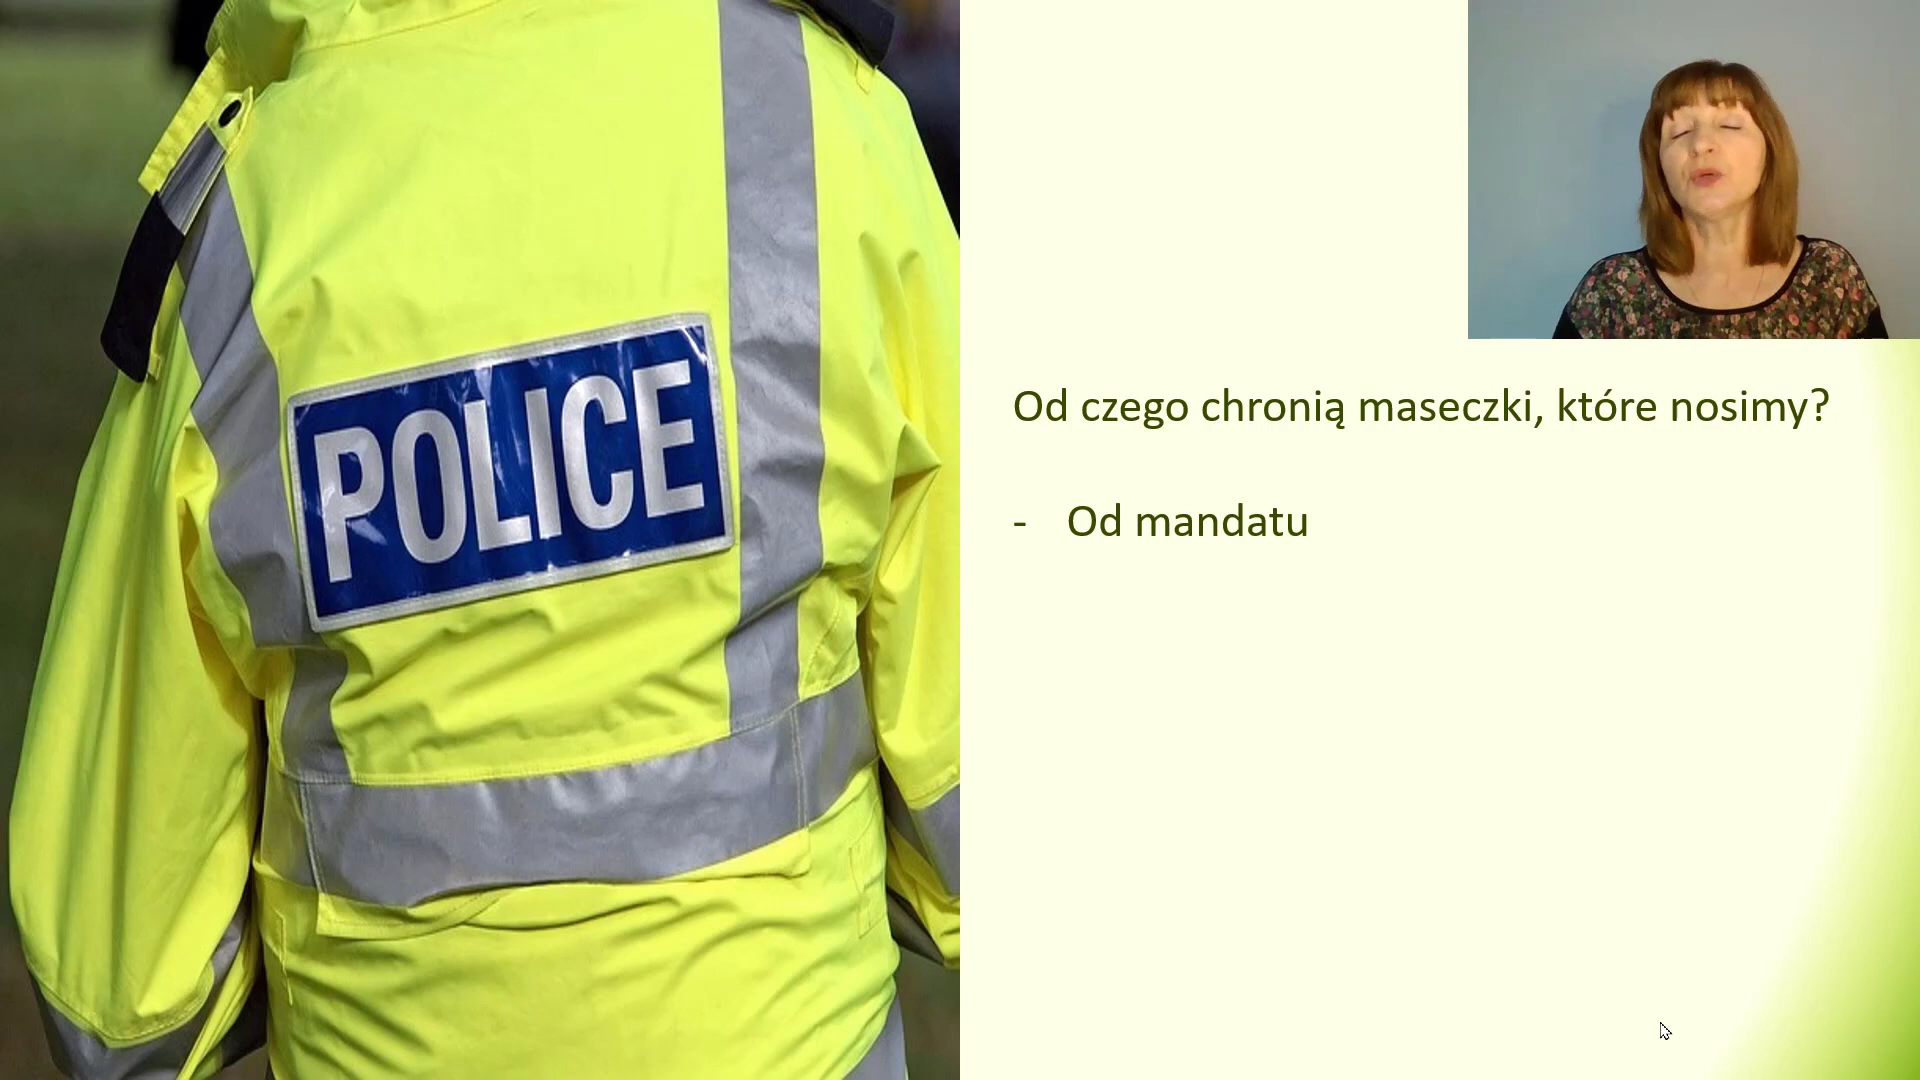 POLICE
Od czego chronią maseczki, które nosimy?
- Od mandatu